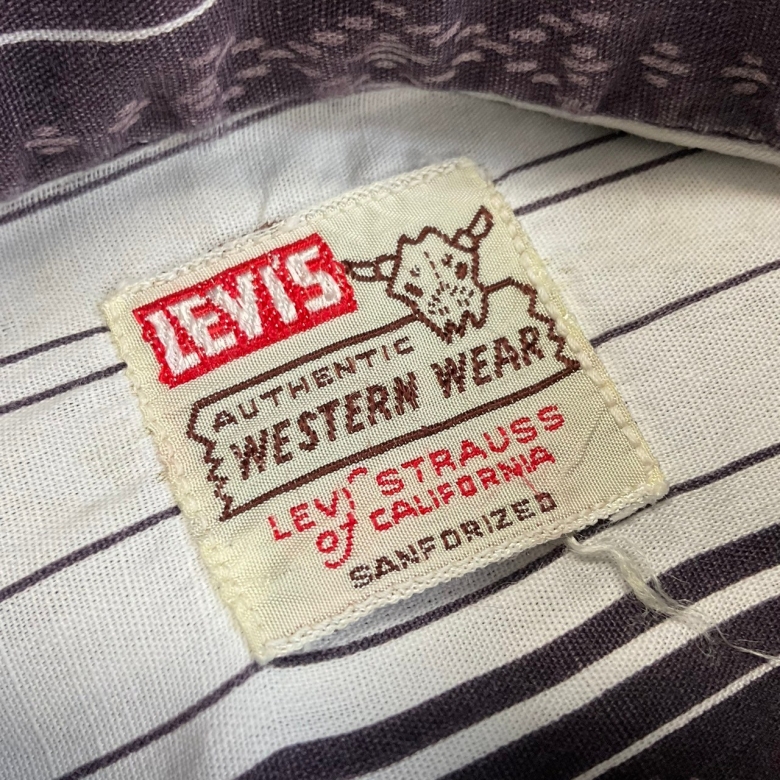 LEVI'S
AUTHENTIC
WESTERN WEAR
LEVI STRAUSS
of CALIFORNIA
SANFORIZED